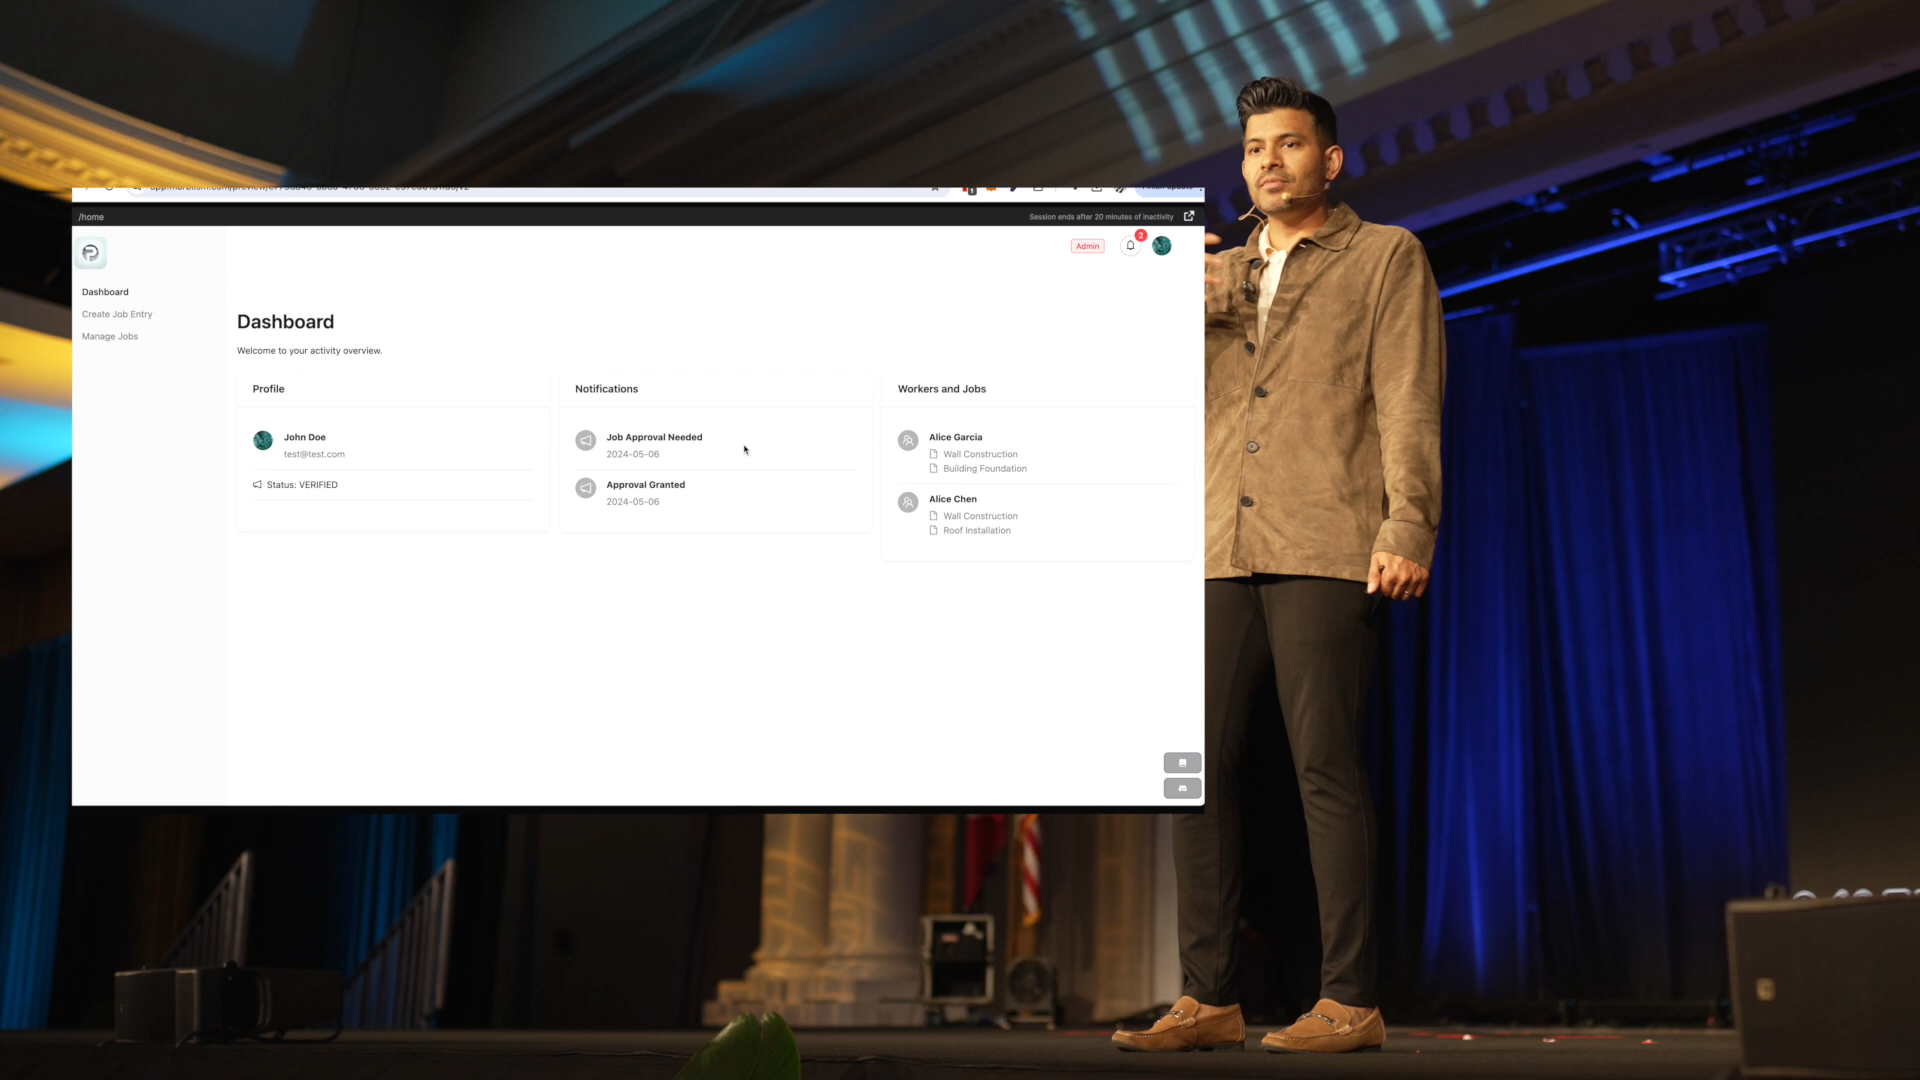 /home
Session ends after 20 minutes of inactivity
Admin
2
Dashboard
Create Job Entry
Manage Jobs
Dashboard
Welcome to your activity overview.
Profile
John Doe
test@test.com
Status: VERIFIED
Notifications
Job Approval Needed
2024-05-06
Approval Granted
2024-05-06
Workers and Jobs
Alice Garcia
Wall Construction
Building Foundation
Alice Chen
Wall Construction
Roof Installation